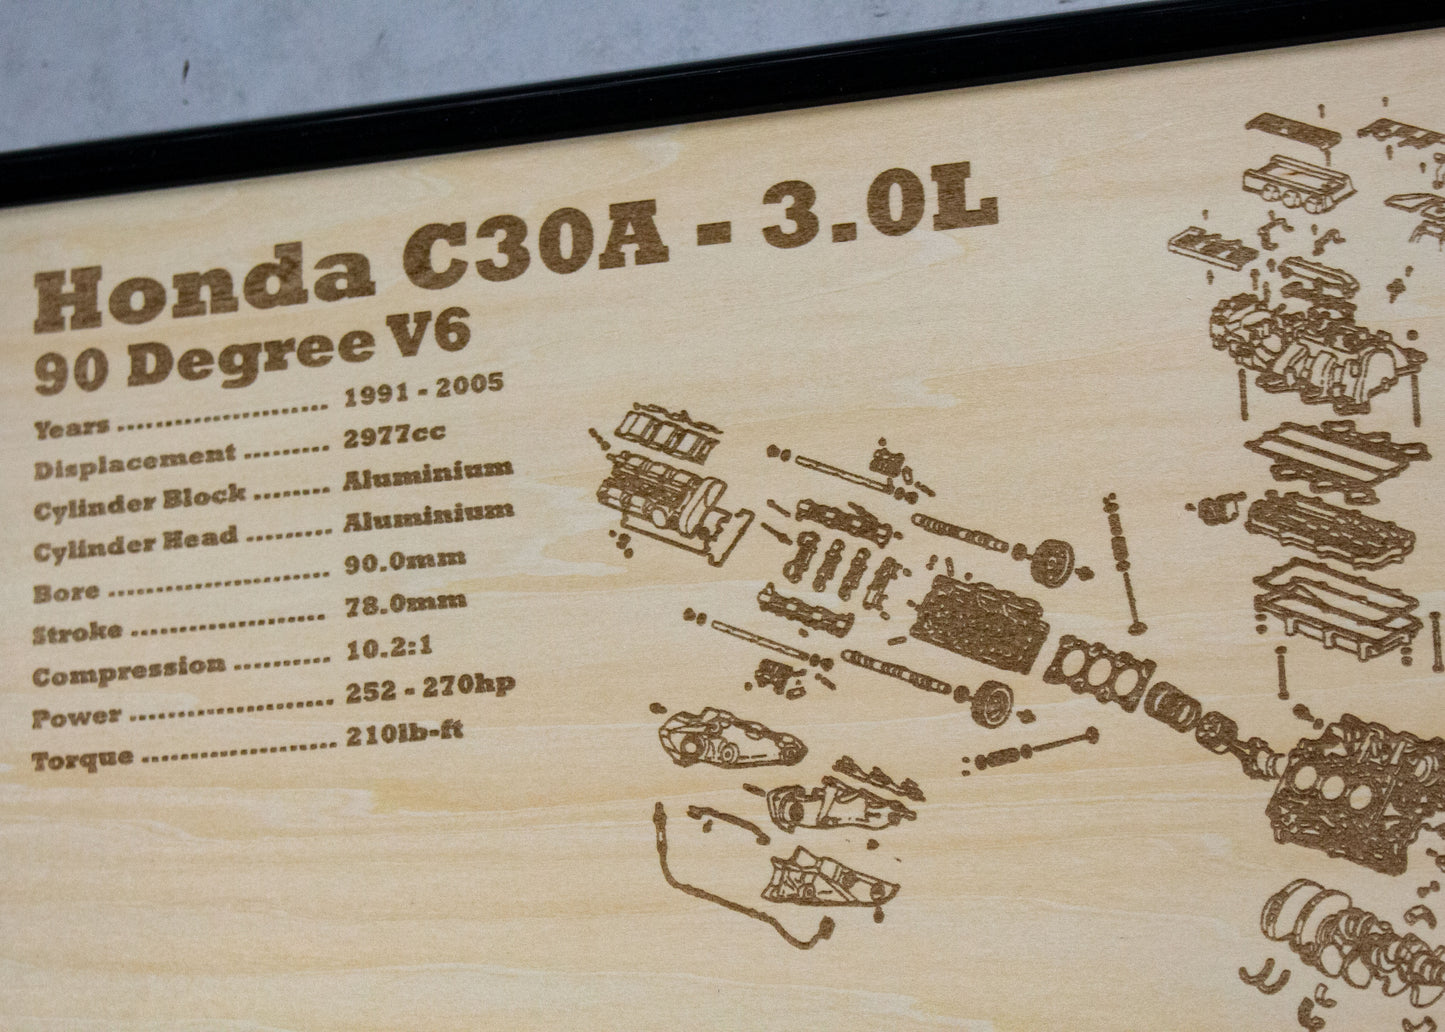 Honda C30A - 3.0L
90 Degree V6
Years ...................... 1991 - 2005
Displacement ......... 2977cc
Cylinder Block ........ Aluminium
Cylinder Head ......... Aluminium
Bore ....................... 90.0mm
Stroke .................... 78.0mm
Compression .......... 10.2:1
Power ..................... 252 - 270hp
Torque .................... 210lb-ft